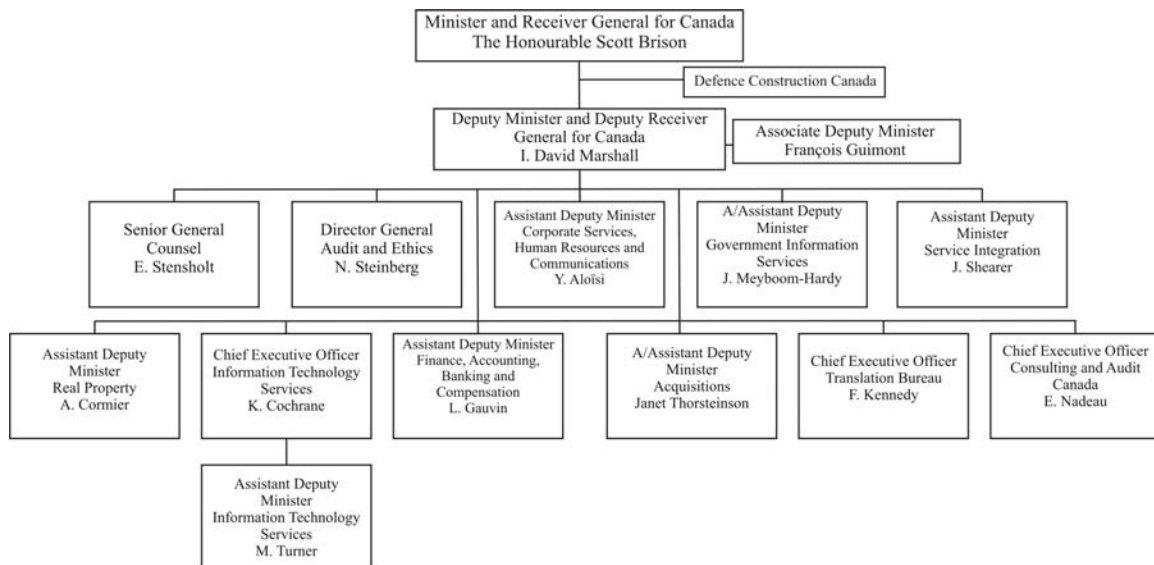 Minister and Receiver General for Canada
The Honourable Scott Brison
Defence Construction Canada
Deputy Minister and Deputy Receiver
General for Canada
I. David Marshall
Associate Deputy Minister
François Guimont
Senior General
Counsel
E. Stensholt
Director General
Audit and Ethics
N. Steinberg
Assistant Deputy Minister
Corporate Services,
Human Resources and
Communications
Y. Aloïsi
A/Assistant Deputy
Minister
Government Information
Services
J. Meyboom-Hardy
Assistant Deputy
Minister
Service Integration
J. Shearer
Assistant Deputy
Minister
Real Property
A. Cormier
Chief Executive Officer
Information Technology
Services
K. Cochrane
Assistant Deputy Minister
Finance, Accounting,
Banking and
Compensation
L. Gauvin
A/Assistant Deputy
Minister
Acquisitions
Janet Thorsteinson
Chief Executive Officer
Translation Bureau
F. Kennedy
Chief Executive Officer
Consulting and Audit
Canada
E. Nadeau
Assistant Deputy
Minister
Information Technology
Services
M. Turner